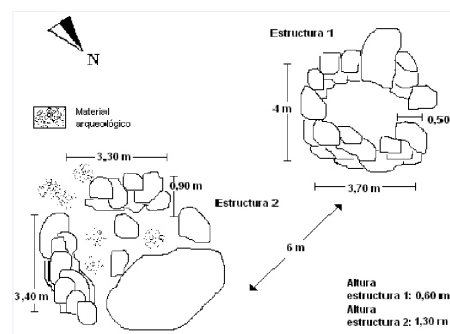 Estructura 1
N
Material
arqueológico
4 m
0,50
3,30 m
0,90 m
3,70 m
Estructura 2
6 m
3,40 m
Altura
estructura 1: 0,60 m
Altura
estructura 2: 1,30 m